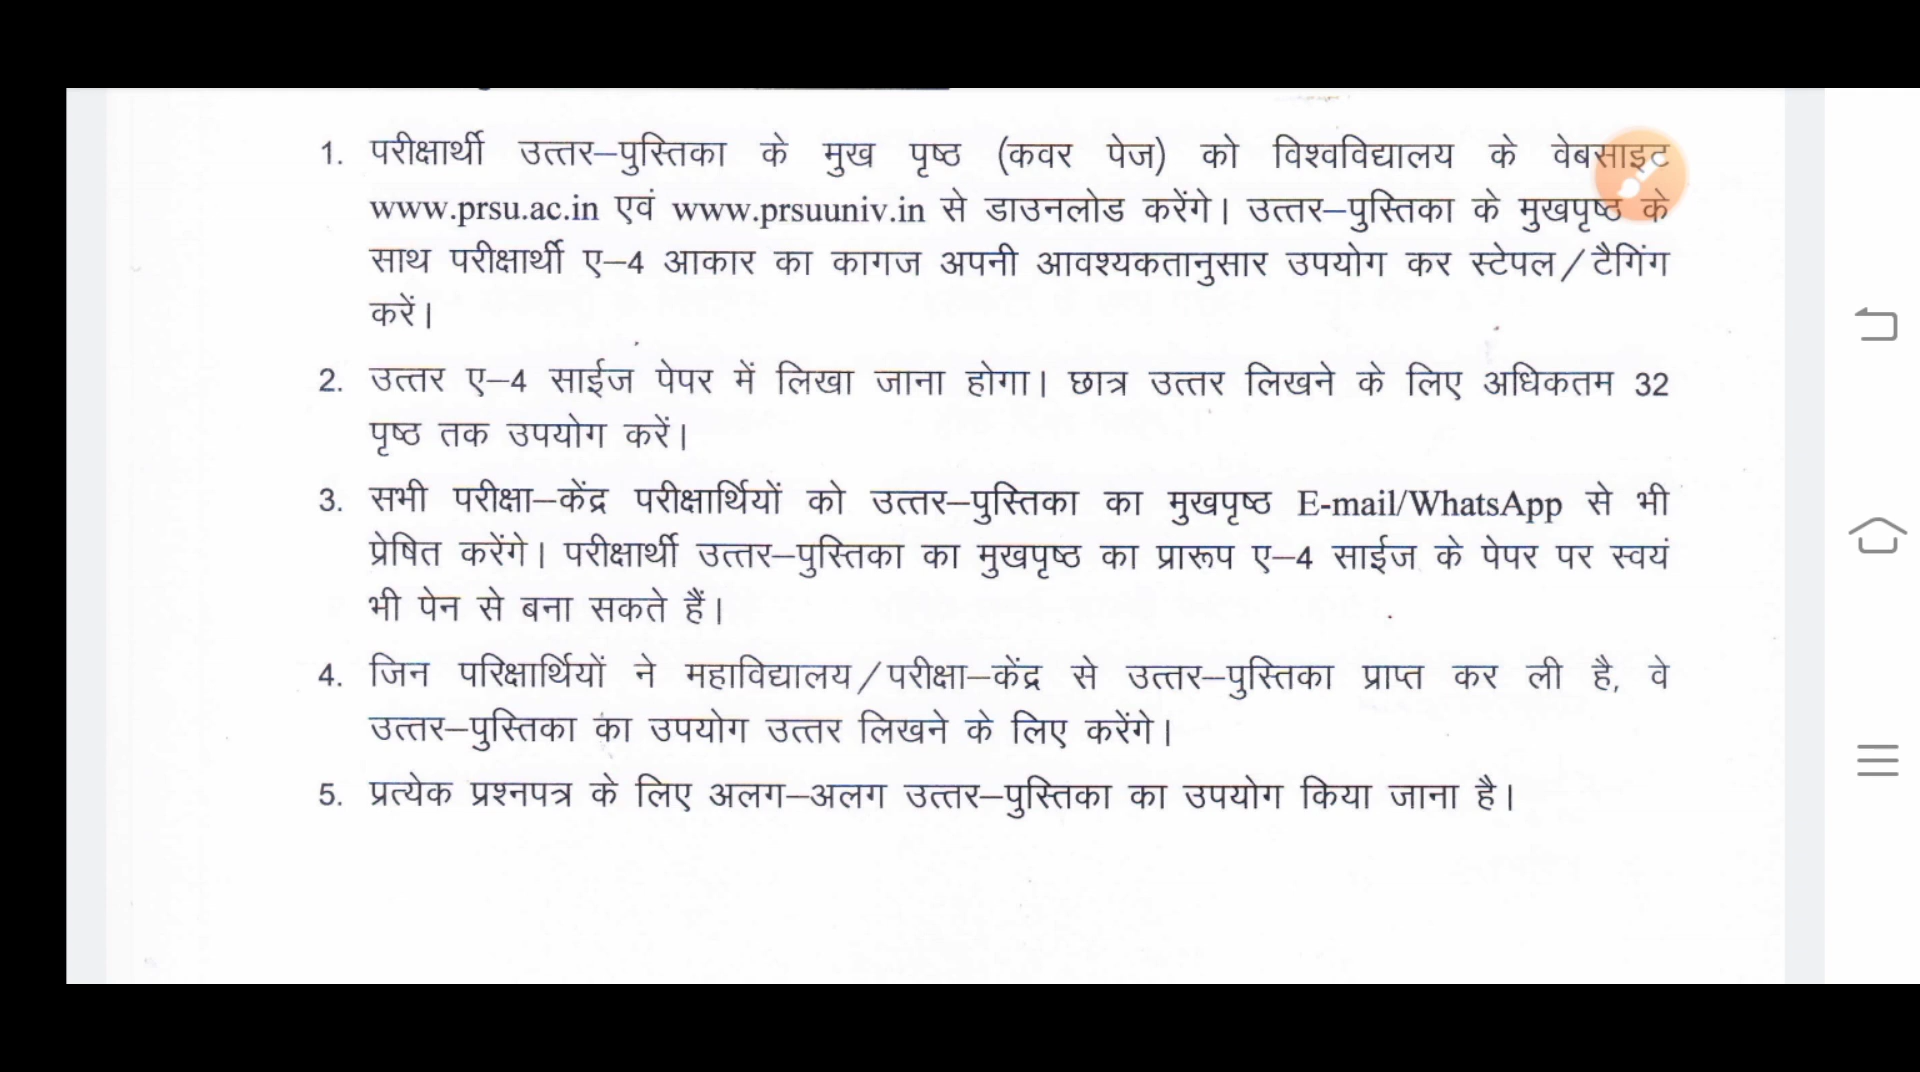 1. परीक्षार्थी उत्तर–पुस्तिका के मुख पृष्ठ (कवर पेज) को विश्वविद्यालय के वेबसाइट
www.prsu.ac.in एवं www.prsuuniv.in से डाउनलोड करेंगे। उत्तर–पुस्तिका के मुखपृष्ठ के
साथ परीक्षार्थी ए–4 आकार का कागज अपनी आवश्यकतानुसार उपयोग कर स्टेपल/टैगिंग
करें।
2. उत्तर ए–4 साईज पेपर में लिखा जाना होगा। छात्र उत्तर लिखने के लिए अधिकतम 32
पृष्ठ तक उपयोग करें।
3. सभी परीक्षा–केंद्र परीक्षार्थियों को उत्तर–पुस्तिका का मुखपृष्ठ E-mail/WhatsApp से भी
प्रेषित करेंगे। परीक्षार्थी उत्तर–पुस्तिका का मुखपृष्ठ का प्रारूप ए–4 साईज के पेपर पर स्वयं
भी पेन से बना सकते हैं।
4. जिन परिक्षार्थियों ने महाविद्यालय/परीक्षा–केंद्र से उत्तर–पुस्तिका प्राप्त कर ली है, वे
उत्तर–पुस्तिका का उपयोग उत्तर लिखने के लिए करेंगे।
5. प्रत्येक प्रश्नपत्र के लिए अलग–अलग उत्तर–पुस्तिका का उपयोग किया जाना है।